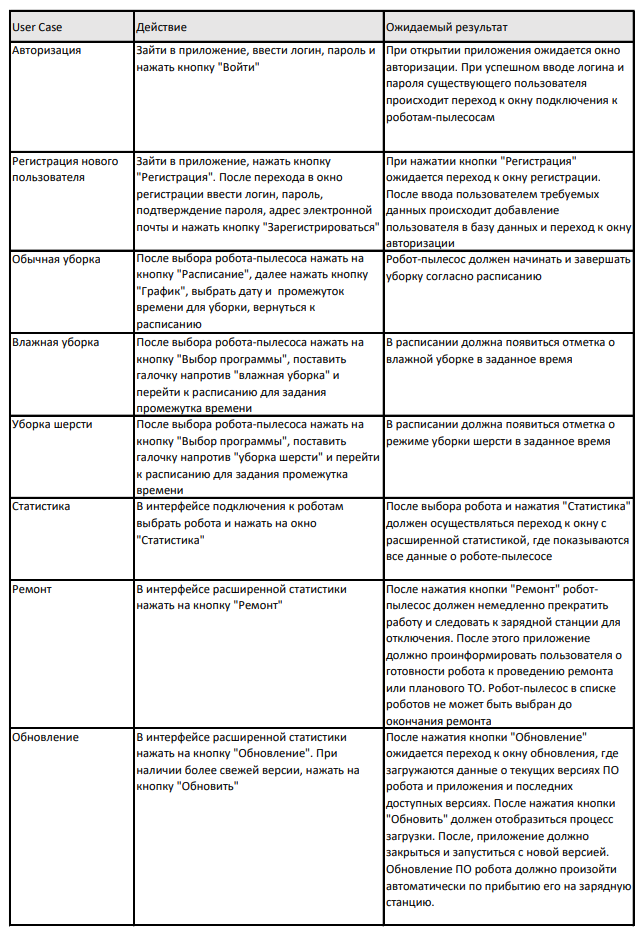 User Case
Действие
Ожидаемый результат
Авторизация
Зайти в приложение, ввести логин, пароль и
нажать кнопку "Войти"
При открытии приложения ожидается окно
авторизации. При успешном вводе логина и
пароля существующего пользователя
происходит переход к окну подключения к
роботам-пылесосам
Регистрация нового
пользователя
Зайти в приложение, нажать кнопку
"Регистрация". После перехода в окно
регистрации ввести логин, пароль,
подтверждение пароля, адрес электронной
почты и нажать кнопку "Зарегистрироваться"
При нажатии кнопки "Регистрация"
ожидается переход к окну регистрации.
После ввода пользователем требуемых
данных происходит добавление
пользователя в базу данных и переход к окну
авторизации
Обычная уборка
После выбора робота-пылесоса нажать на
кнопку "Расписание", далее нажать кнопку
"График", выбрать дату и промежуток
времени для уборки, вернуться к
расписанию
Робот-пылесос должен начинать и завершать
уборку согласно расписанию
Влажная уборка
После выбора робота-пылесоса нажать на
кнопку "Выбор программы", поставить
галочку напротив "влажная уборка" и
перейти к расписанию для задания
промежутка времени
В расписании должна появиться отметка о
влажной уборке в заданное время
Уборка шерсти
После выбора робота-пылесоса нажать на
кнопку "Выбор программы", поставить
галочку напротив "уборка шерсти" и перейти
к расписанию для задания промежутка
времени
В расписании должна появиться отметка о
режиме уборки шерсти в заданное время
Статистика
В интерфейсе подключения к роботам
выбрать робота и нажать на окно
"Статистика"
После выбора робота и нажатия "Статистика"
должен осуществляться переход к окну с
расширенной статистикой, где показываются
все данные о роботе-пылесосе
Ремонт
В интерфейсе расширенной статистики
нажать на кнопку "Ремонт"
После нажатия кнопки "Ремонт" робот-
пылесос должен немедленно прекратить
работу и следовать к зарядной станции для
отключения. После этого приложение
должно проинформировать пользователя о
готовности робота к проведению ремонта
или планового ТО. Робот-пылесос в списке
роботов не может быть выбран до
окончания ремонта
Обновление
В интерфейсе расширенной статистики
нажать на кнопку "Обновление". При
наличии более свежей версии, нажать на
кнопку "Обновить"
После нажатия кнопки "Обновление"
ожидается переход к окну обновления, где
загружаются данные о текущих версиях ПО
робота и приложения и последних
доступных версиях. После нажатия кнопки
"Обновить" должен отобразиться процесс
загрузки. После, приложение должно
закрыться и запуститься с новой версией.
Обновление ПО робота должно произойти
автоматически по прибытию его на зарядную
станцию.